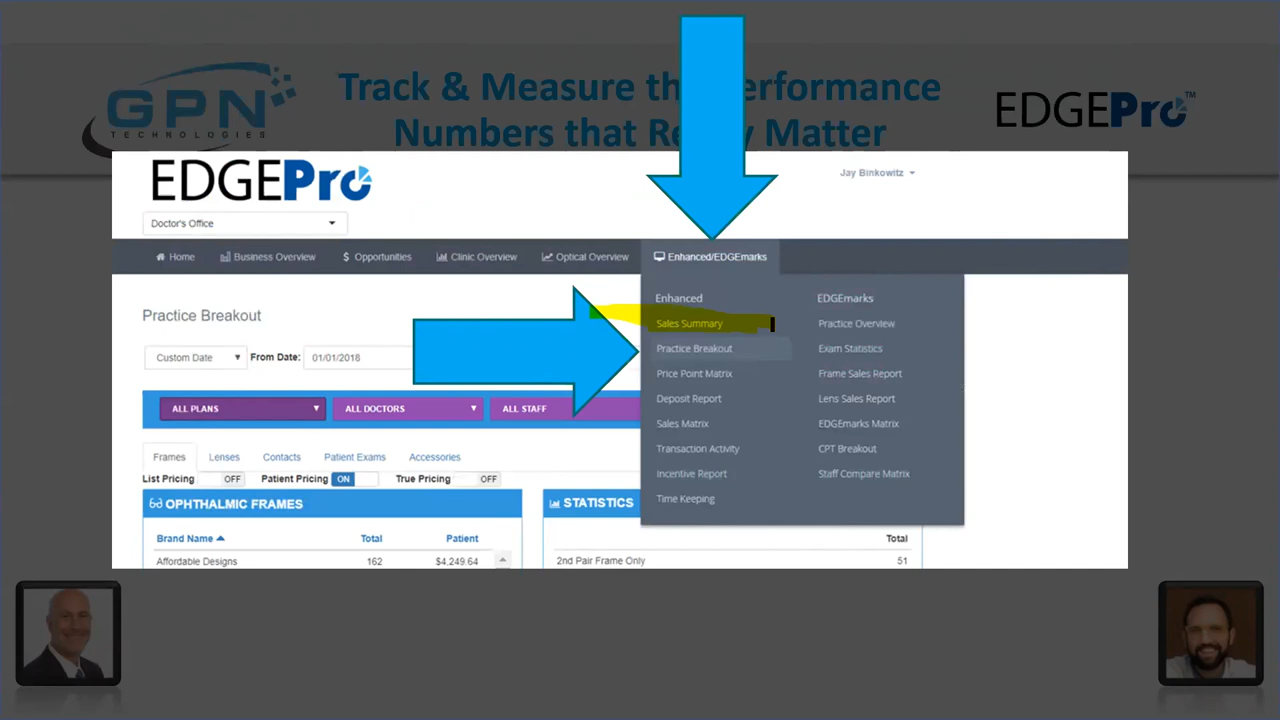 GPN
TECHNOLOGIES
Track & Measure th erformance
Numbers that Re y Matter
EDGEPro™
EDGEPro
Jay Binkowitz
Doctor's Office
Home Business Overview $ Opportunities Clinic Overview Optical Overview Enhanced/EDGEmarks
Enhanced EDGEmarks
Sales Summary Practice Overview
Practice Breakout Exam Statistics
Price Point Matrix Frame Sales Report
Deposit Report Lens Sales Report
Sales Matrix EDGEmarks Matrix
Transaction Activity CPT Breakout
Incentive Report Staff Compare Matrix
Time Keeping
Practice Breakout
Custom Date From Date: 01/01/2018
ALL PLANS ALL DOCTORS ALL STAFF
Frames Lenses Contacts Patient Exams Accessories
List Pricing OFF Patient Pricing ON True Pricing OFF
OPHTHALMIC FRAMES STATISTICS
Brand Name Total Patient Total
Affordable Designs 162 $4,249.64 2nd Pair Frame Only 51